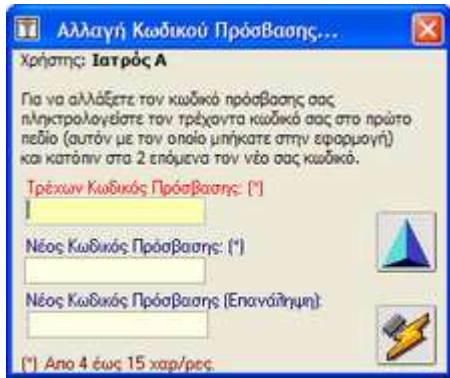 Αλλαγή Κωδικού Πρόσβασης...
Χρήστης: Ιατρός Α
Για να αλλάξετε τον κωδικό πρόσβασης σας
πληκτρολογείστε τον τρέχοντα κωδικό σας στο πρώτο
πεδίο (αυτόν με τον οποίο μπήκατε στην εφαρμογή)
και κατόπιν στα 2 επόμενα τον νέο σας κωδικό.
Τρέχων Κωδικός Πρόσβασης: (*)
Νέος Κωδικός Πρόσβασης: (*)
Νέος Κωδικός Πρόσβασης (Επανάληψη):
(*) Απο 4 έως 15 χαρ/ρες